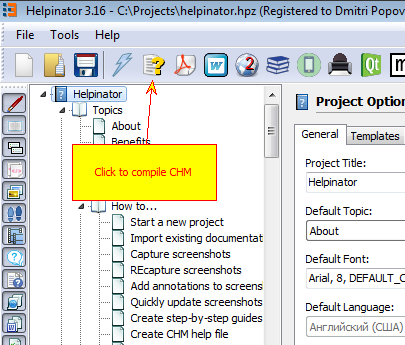 Helpinator 3.16 - C:\Projects\helpinator.hpz (Registered to Dmitri Popov
File Tools Help
Helpinator
Topics
About
Benefits
Click to compile CHM
How to...
Start a new project
Import existing documentat
Capture screenshots
REcapture screenshots
Add annotations to screensh
Quickly update screenshots
Create step-by-step guides
Create CHM help file
Project Option
General Templates
Project Title:
Helpinator
Default Topic:
About
Default Font:
Arial, 8, DEFAULT_C
Default Language:
Английский (США)